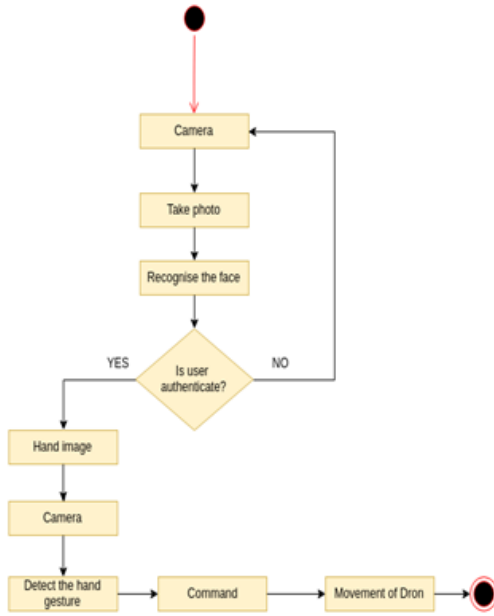 Camera
Take photo
Recognise the face
Is user
authenticate?
YES
NO
Hand image
Camera
Detect the hand
gesture
Command
Movement of Dron